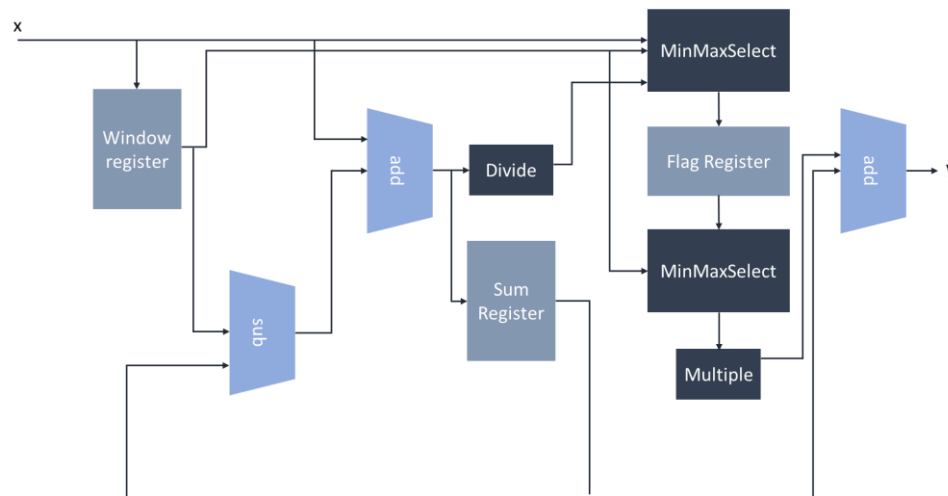 X
MinMaxSelect
Window
register
add
Divide
Flag Register
add
MinMaxSelect
Sum
Register
sub
Multiple